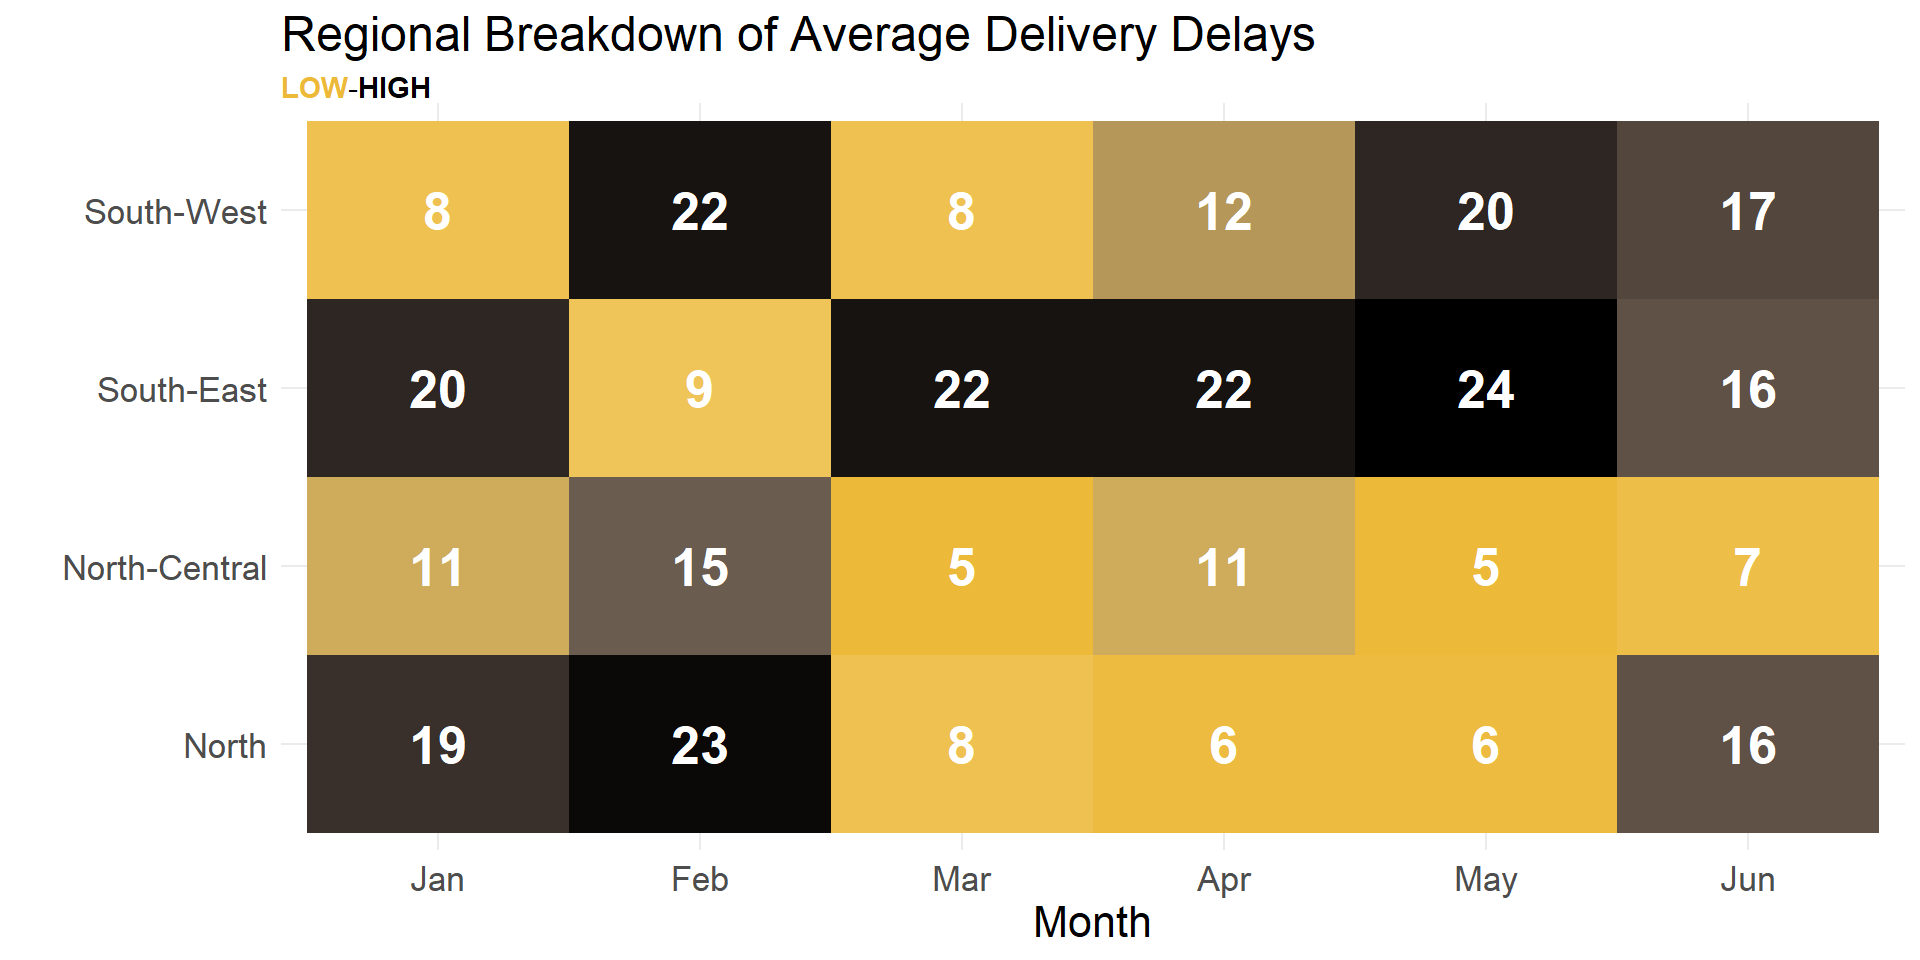 Regional Breakdown of Average Delivery Delays
LOW-HIGH
South-West 8 22 8 12 20 17
South-East 20 9 22 22 24 16
North-Central 11 15 5 11 5 7
North 19 23 8 6 6 16
Jan Feb Mar Apr May Jun
Month